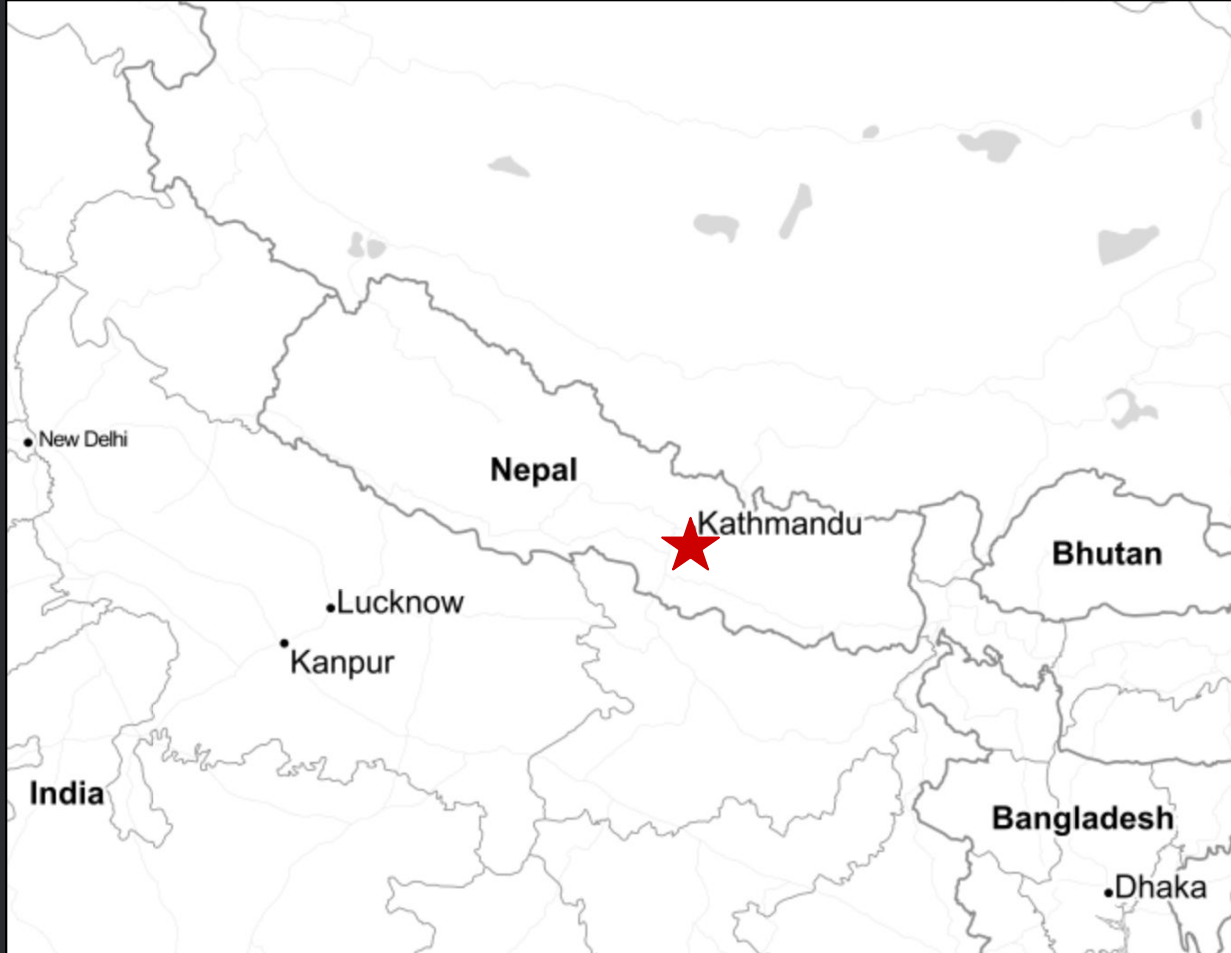 New Delhi
Nepal
Kathmandu
Bhutan
Lucknow
Kanpur
India
Bangladesh
Dhaka